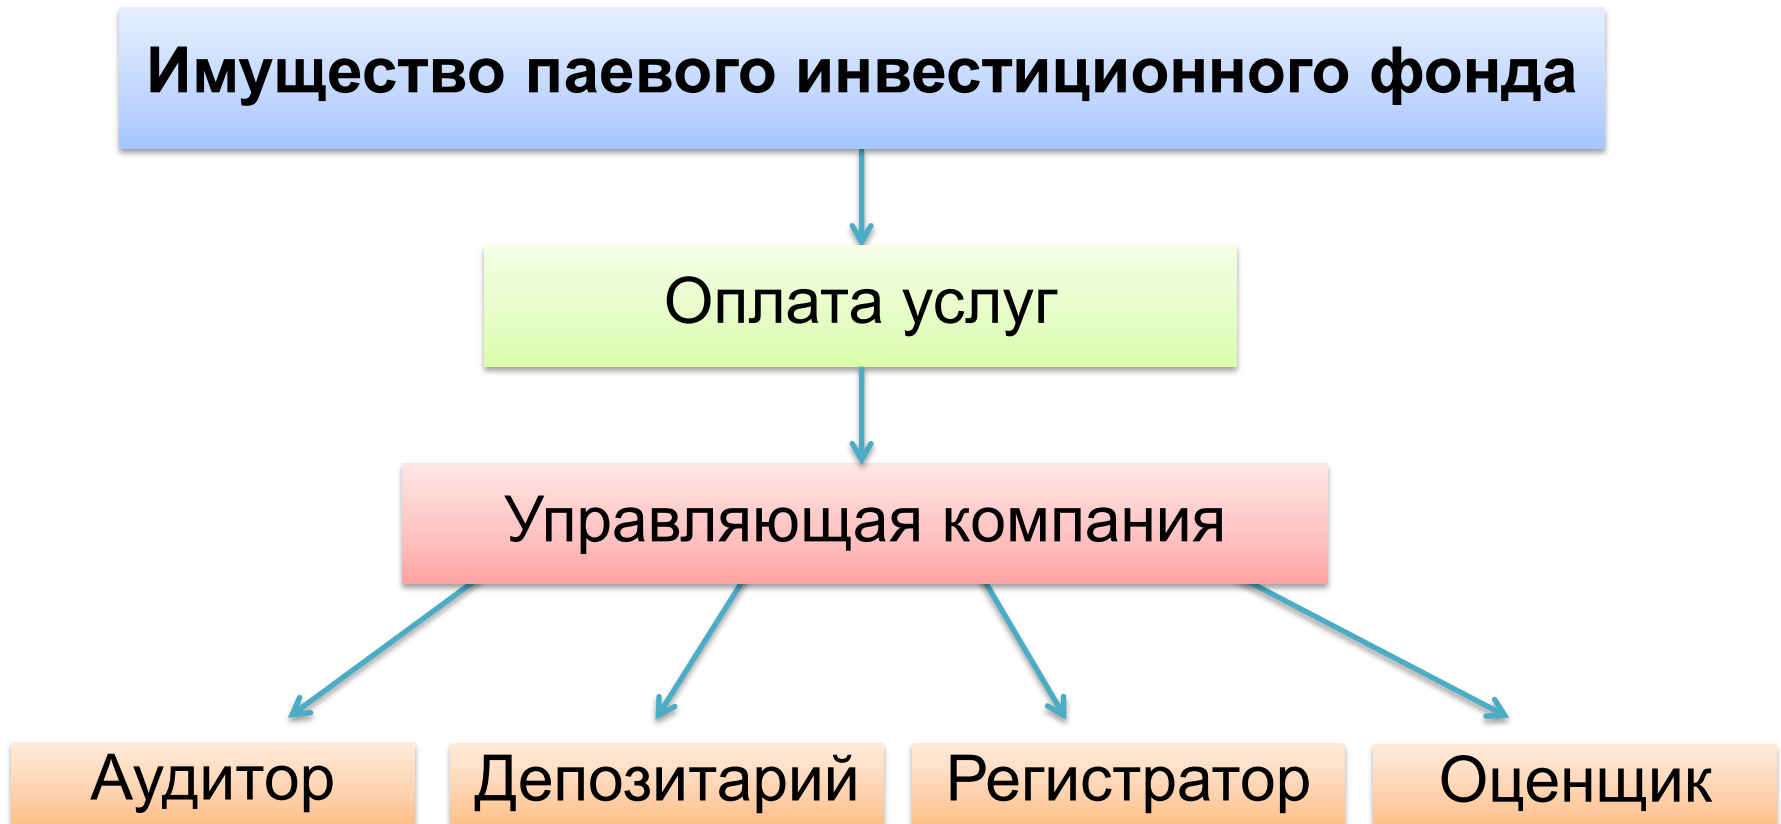 Имущество паевого инвестиционного фонда
Оплата услуг
Управляющая компания
Аудитор
Депозитарий
Регистратор
Оценщик